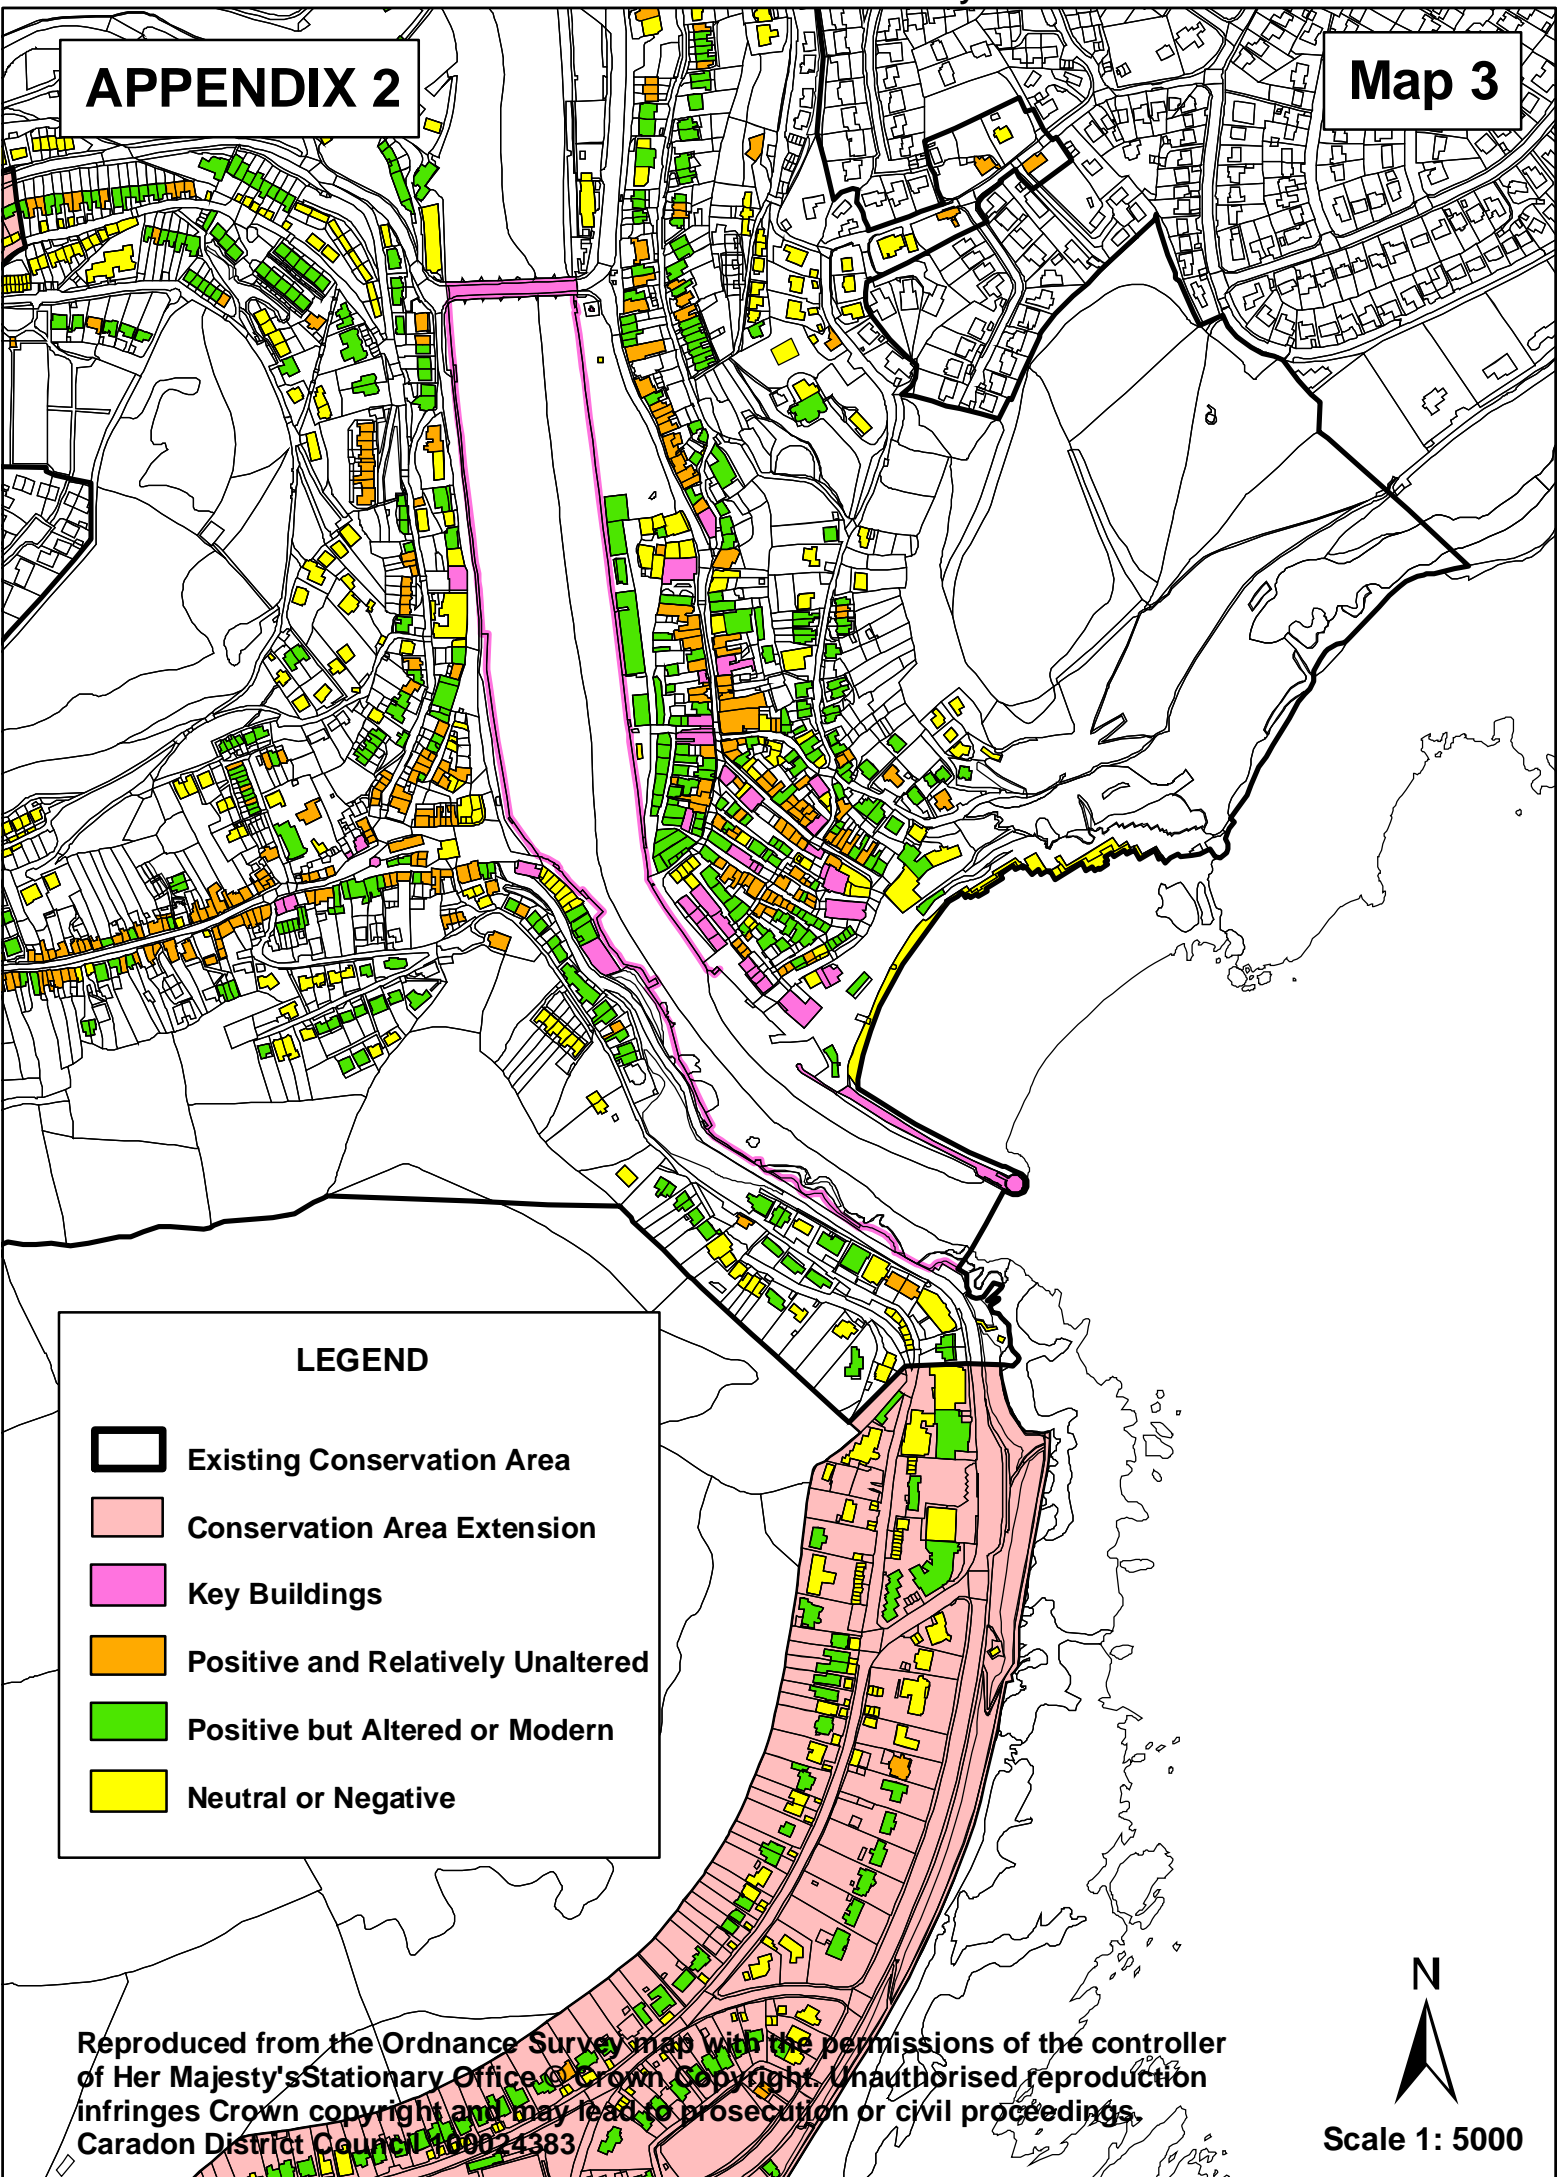 APPENDIX 2
Map 3
LEGEND
Existing Conservation Area
Conservation Area Extension
Key Buildings
Positive and Relatively Unaltered
Positive but Altered or Modern
Neutral or Negative
Reproduced from the Ordnance Survey map with the permissions of the controller
of Her Majesty'sStationary Office © Crown Copyright. Unauthorised reproduction
infringes Crown copyright and may lead to prosecution or civil proceedings.
Caradon District Council 100024383
N
Scale 1: 5000